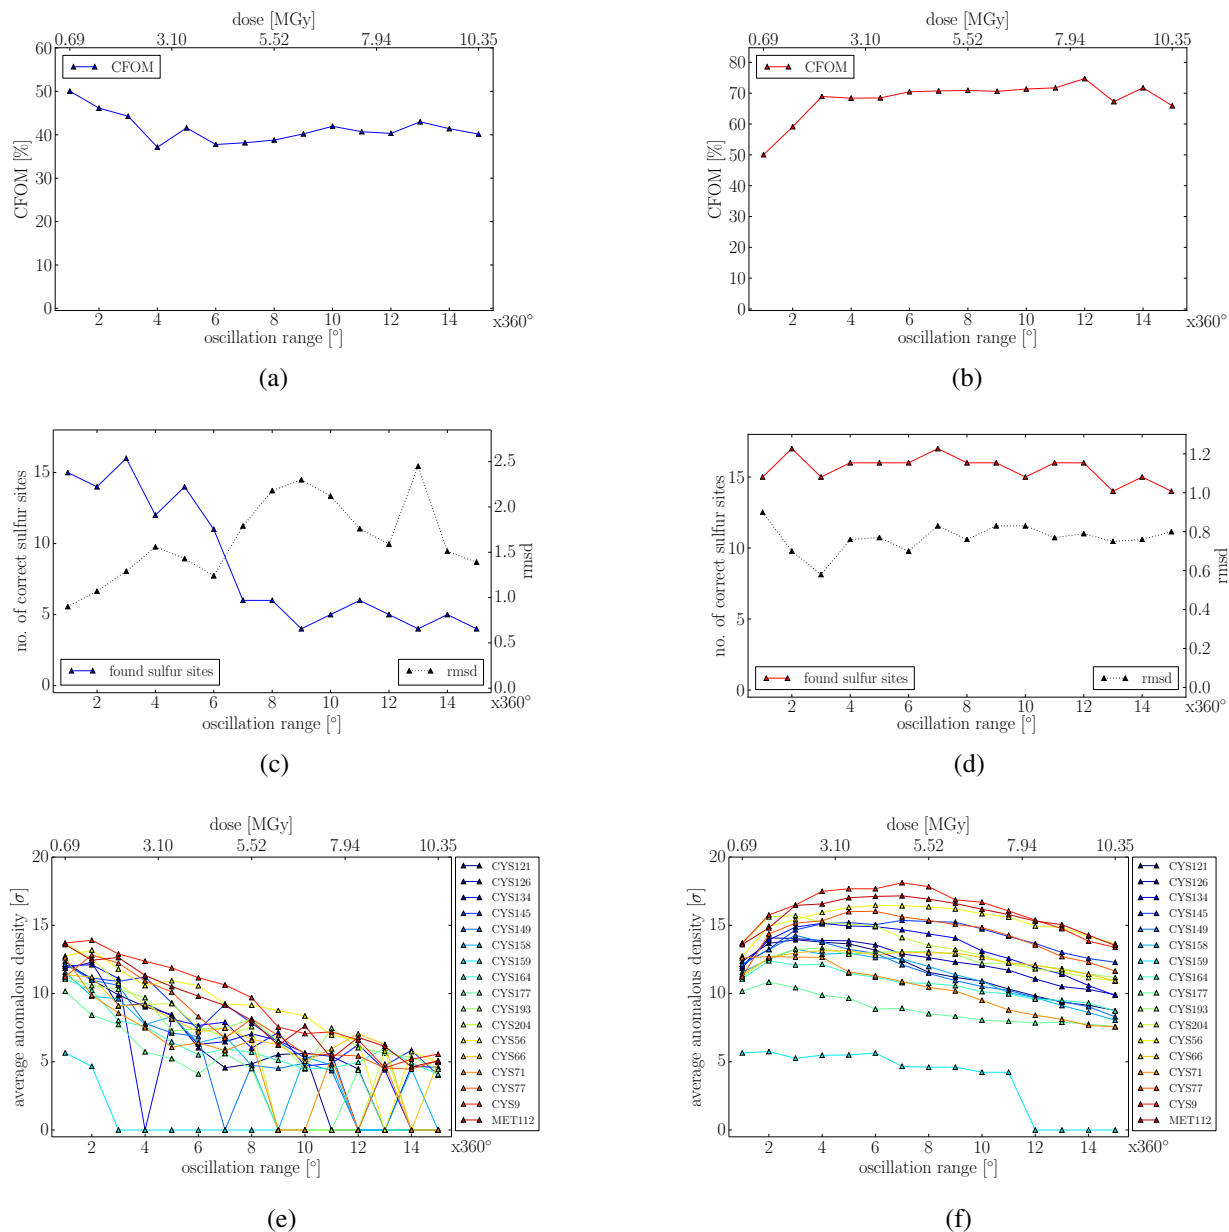 dose [MGy]
0.69 3.10 5.52 7.94 10.35
60
50
40
30
20
10
0
CFOM [%]
CFOM
2 4 6 8 10 12 14 x360°
oscillation range [°]
(a)
dose [MGy]
0.69 3.10 5.52 7.94 10.35
80
70
60
50
40
30
20
10
0
CFOM [%]
CFOM
2 4 6 8 10 12 14 x360°
oscillation range [°]
(b)
15
10
5
0
no. of correct sulfur sites
2.5
2.0
1.5
1.0
0.5
0.0
rmsd
found sulfur sites
rmsd
2 4 6 8 10 12 14 x360°
oscillation range [°]
(c)
15
10
5
0
no. of correct sulfur sites
1.2
1.0
0.8
0.6
0.4
0.2
0.0
rmsd
found sulfur sites
rmsd
2 4 6 8 10 12 14 x360°
oscillation range [°]
(d)
dose [MGy]
0.69 3.10 5.52 7.94 10.35
20
15
10
5
0
average anomalous density [σ]
CYS121
CYS126
CYS134
CYS145
CYS149
CYS158
CYS159
CYS164
CYS177
CYS193
CYS204
CYS56
CYS66
CYS71
CYS77
CYS9
MET112
2 4 6 8 10 12 14 x360°
oscillation range [°]
(e)
dose [MGy]
0.69 3.10 5.52 7.94 10.35
20
15
10
5
0
average anomalous density [σ]
CYS121
CYS126
CYS134
CYS145
CYS149
CYS158
CYS159
CYS164
CYS177
CYS193
CYS204
CYS56
CYS66
CYS71
CYS77
CYS9
MET112
2 4 6 8 10 12 14 x360°
oscillation range [°]
(f)